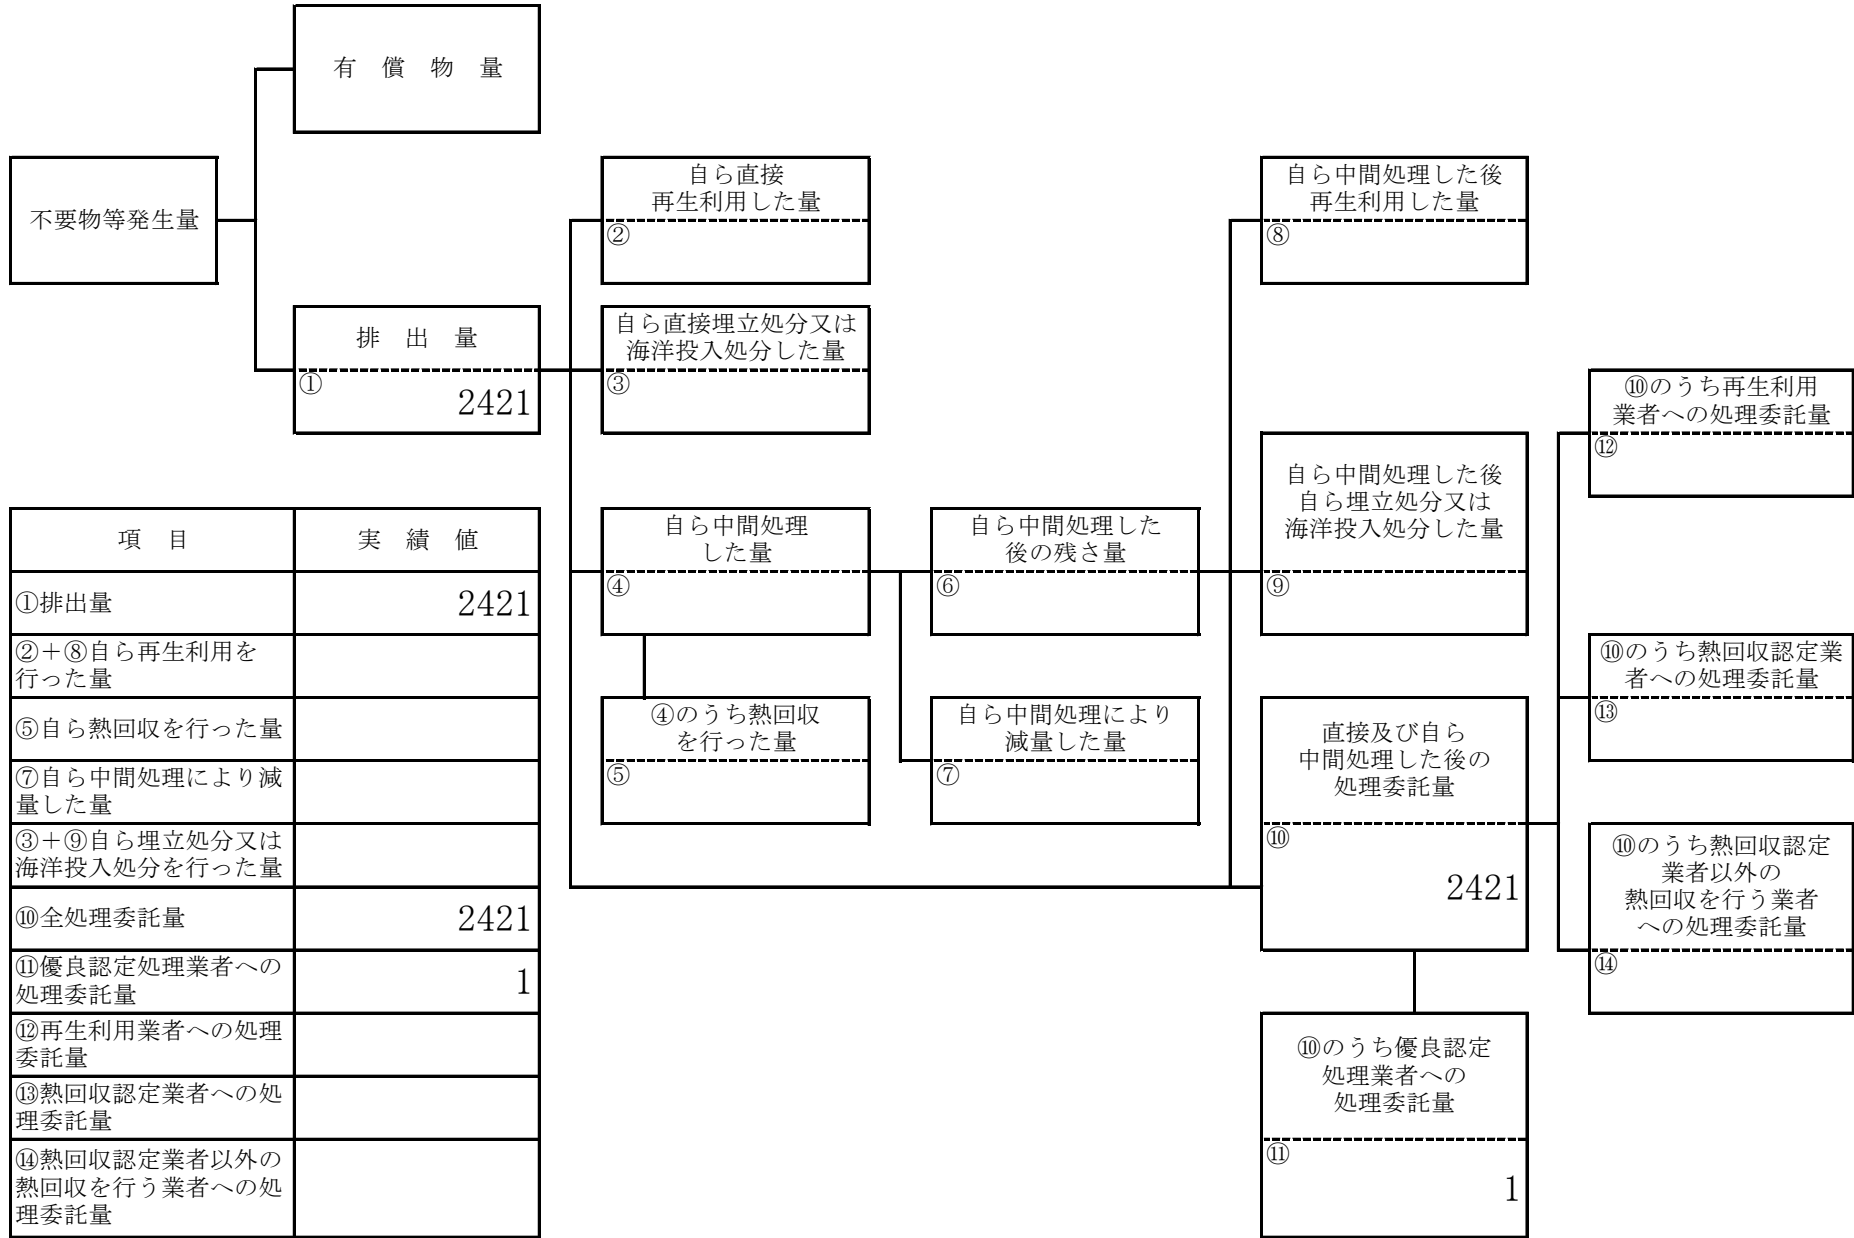 有　償　物　量
不要物等発生量
自ら直接
再生利用した量
②
自ら中間処理した後
再生利用した量
⑧
排　出　量
①
2421
自ら直接埋立処分又は
海洋投入処分した量
③
⑩のうち再生利用
業者への処理委託量
⑫
自ら中間処理した後
自ら埋立処分又は
海洋投入処分した量
⑨
自ら中間処理
した量
④
自ら中間処理した
後の残さ量
⑥
⑩のうち熱回収認定業
者への処理委託量
⑬
④のうち熱回収
を行った量
⑤
自ら中間処理により
減量した量
⑦
直接及び自ら
中間処理した後の
処理委託量
⑩
2421
⑩のうち熱回収認定
業者以外の
熱回収を行う業者
への処理委託量
⑭
⑩のうち優良認定
処理業者への
処理委託量
⑪
1
項　目　実　績　値
①排出量　2421
②＋⑧自ら再生利用を
行った量
⑤自ら熱回収を行った量
⑦自ら中間処理により減
量した量
③＋⑨自ら埋立処分又は
海洋投入処分を行った量
⑩全処理委託量　2421
⑪優良認定処理業者への
処理委託量　1
⑫再生利用業者への処理
委託量
⑬熱回収認定業者への処
理委託量
⑭熱回収認定業者以外の
熱回収を行う業者への処
理委託量